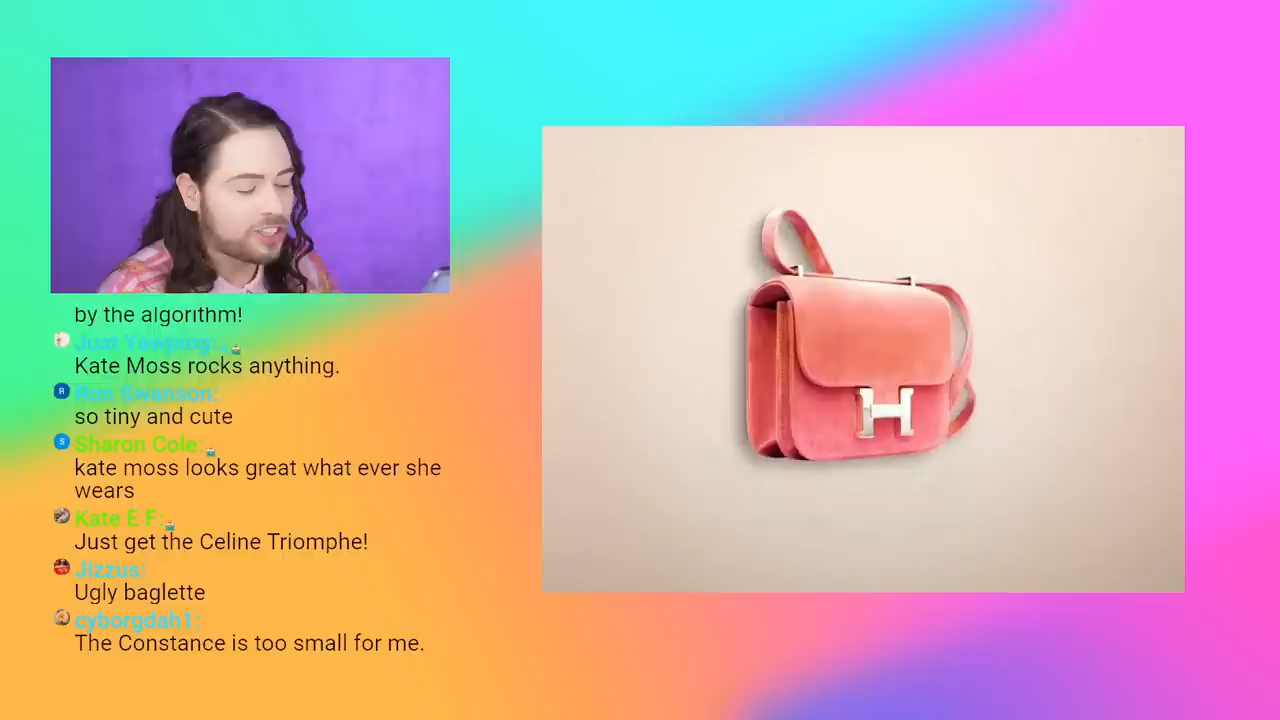 by the algorithm!
Just Yawping:
Kate Moss rocks anything.
R Ron Swanson:
so tiny and cute
S Sharon Cole:
kate moss looks great what ever she
wears
Kate E F:
Just get the Celine Triomphe!
Jizzus:
Ugly baglette
cyborgdah1:
The Constance is too small for me.
H